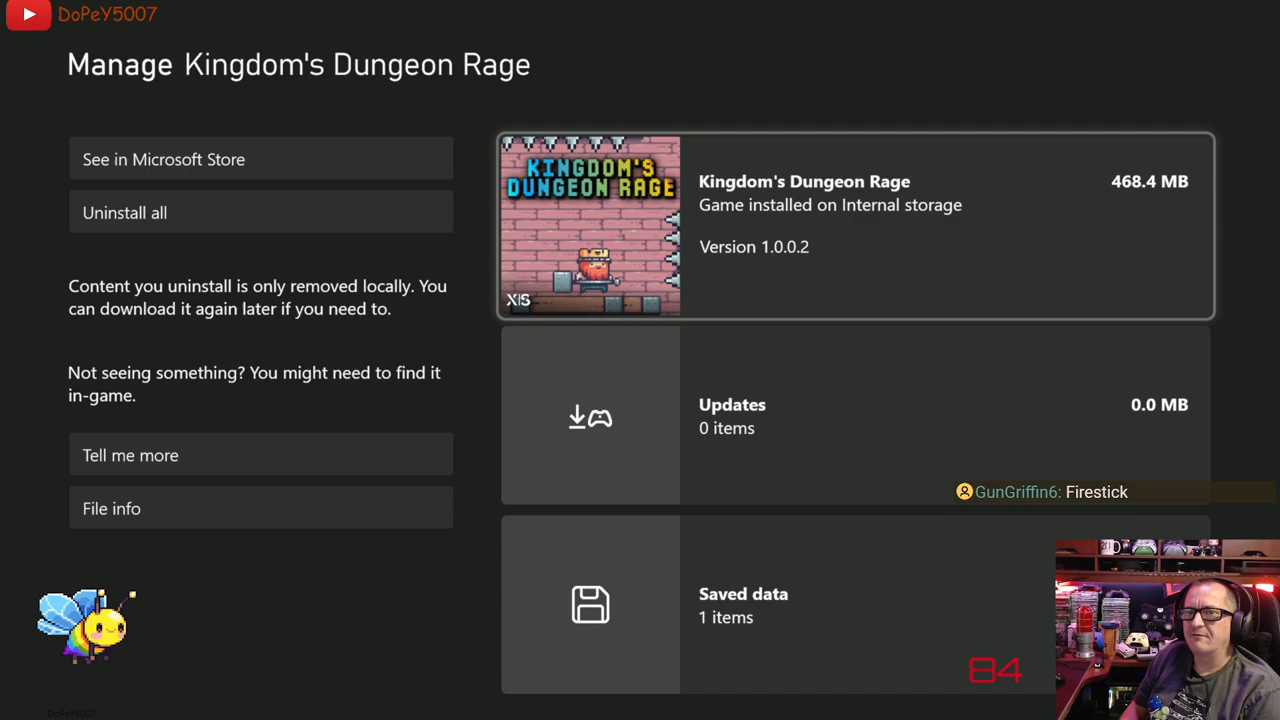 DoPeY5007
Manage Kingdom's Dungeon Rage
See in Microsoft Store
Uninstall all
Content you uninstall is only removed locally. You
can download it again later if you need to.
Not seeing something? You might need to find it
in-game.
Tell me more
File info
KINGDOM'S
DUNGEON RAGE
X|S
Kingdom's Dungeon Rage
468.4 MB
Game installed on Internal storage
Version 1.0.0.2
Updates
0.0 MB
0 items
GunGriffin6: Firestick
Saved data
1 items
84
DoPeY5007